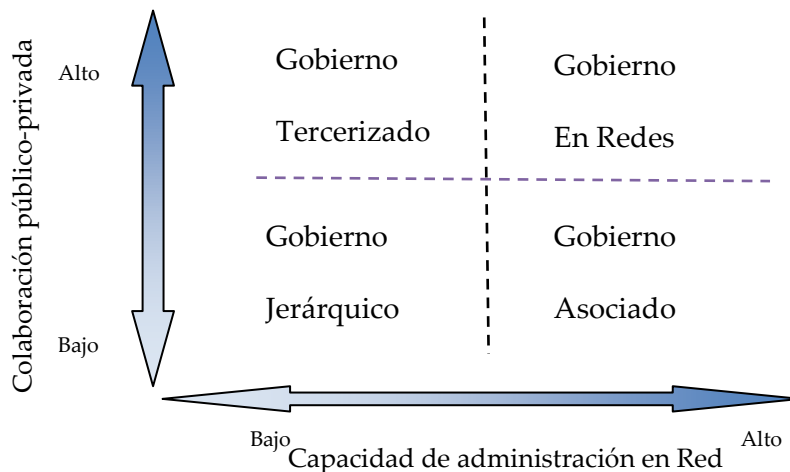 Colaboración público-privada
Alto
Bajo
Gobierno
Tercerizado
Gobierno
En Redes
Gobierno
Jerárquico
Gobierno
Asociado
Bajo
Alto
Capacidad de administración en Red